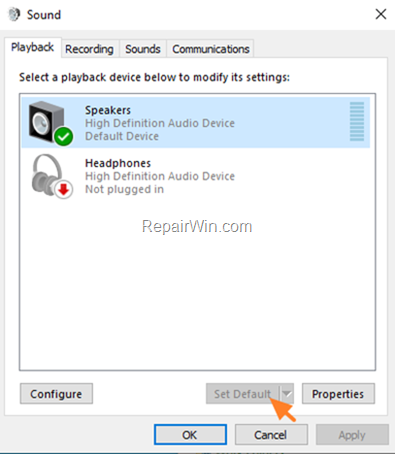 Sound
Playback Recording Sounds Communications
Select a playback device below to modify its settings:
Speakers
High Definition Audio Device
Default Device
Headphones
High Definition Audio Device
Not plugged in
RepairWin.com
Configure Set Default Properties
OK Cancel Apply